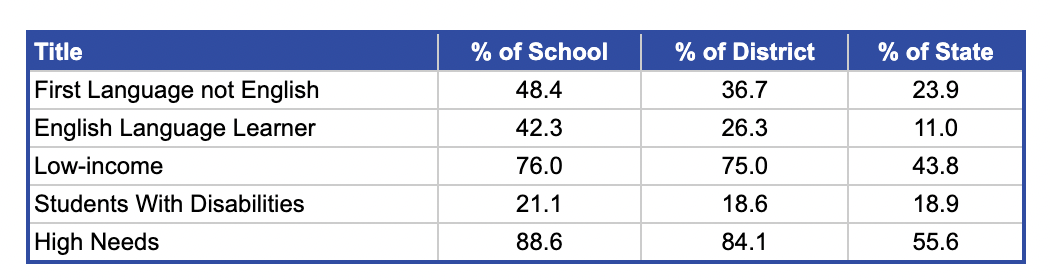 Title % of School % of District % of State
First Language not English 48.4 36.7 23.9
English Language Learner 42.3 26.3 11.0
Low-income 76.0 75.0 43.8
Students With Disabilities 21.1 18.6 18.9
High Needs 88.6 84.1 55.6